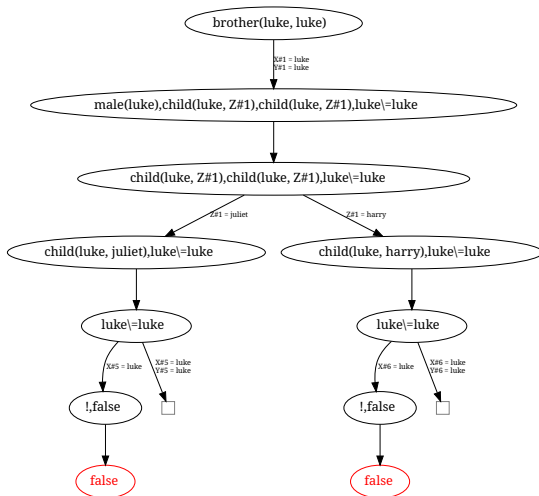 brother(luke, luke)
X#1 = luke
Y#1 = luke
male(luke),child(luke, Z#1),child(luke, Z#1),luke\=luke
child(luke, Z#1),child(luke, Z#1),luke\=luke
Z#1 = juliet
Z#1 = harry
child(luke, juliet),luke\=luke
child(luke, harry),luke\=luke
luke\=luke
luke\=luke
X#5 = luke
X#5 = luke
Y#5 = luke
X#6 = luke
X#6 = luke
Y#6 = luke
!,false
!,false
false
false